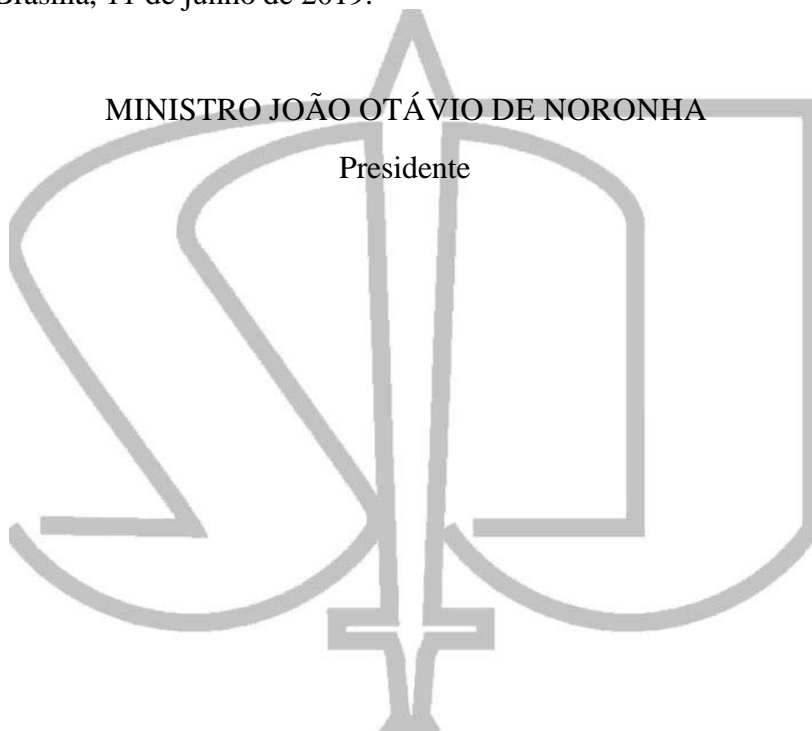 Brasília, 11 de junho de 2019.
MINISTRO JOÃO OTÁVIO DE NORONHA
Presidente